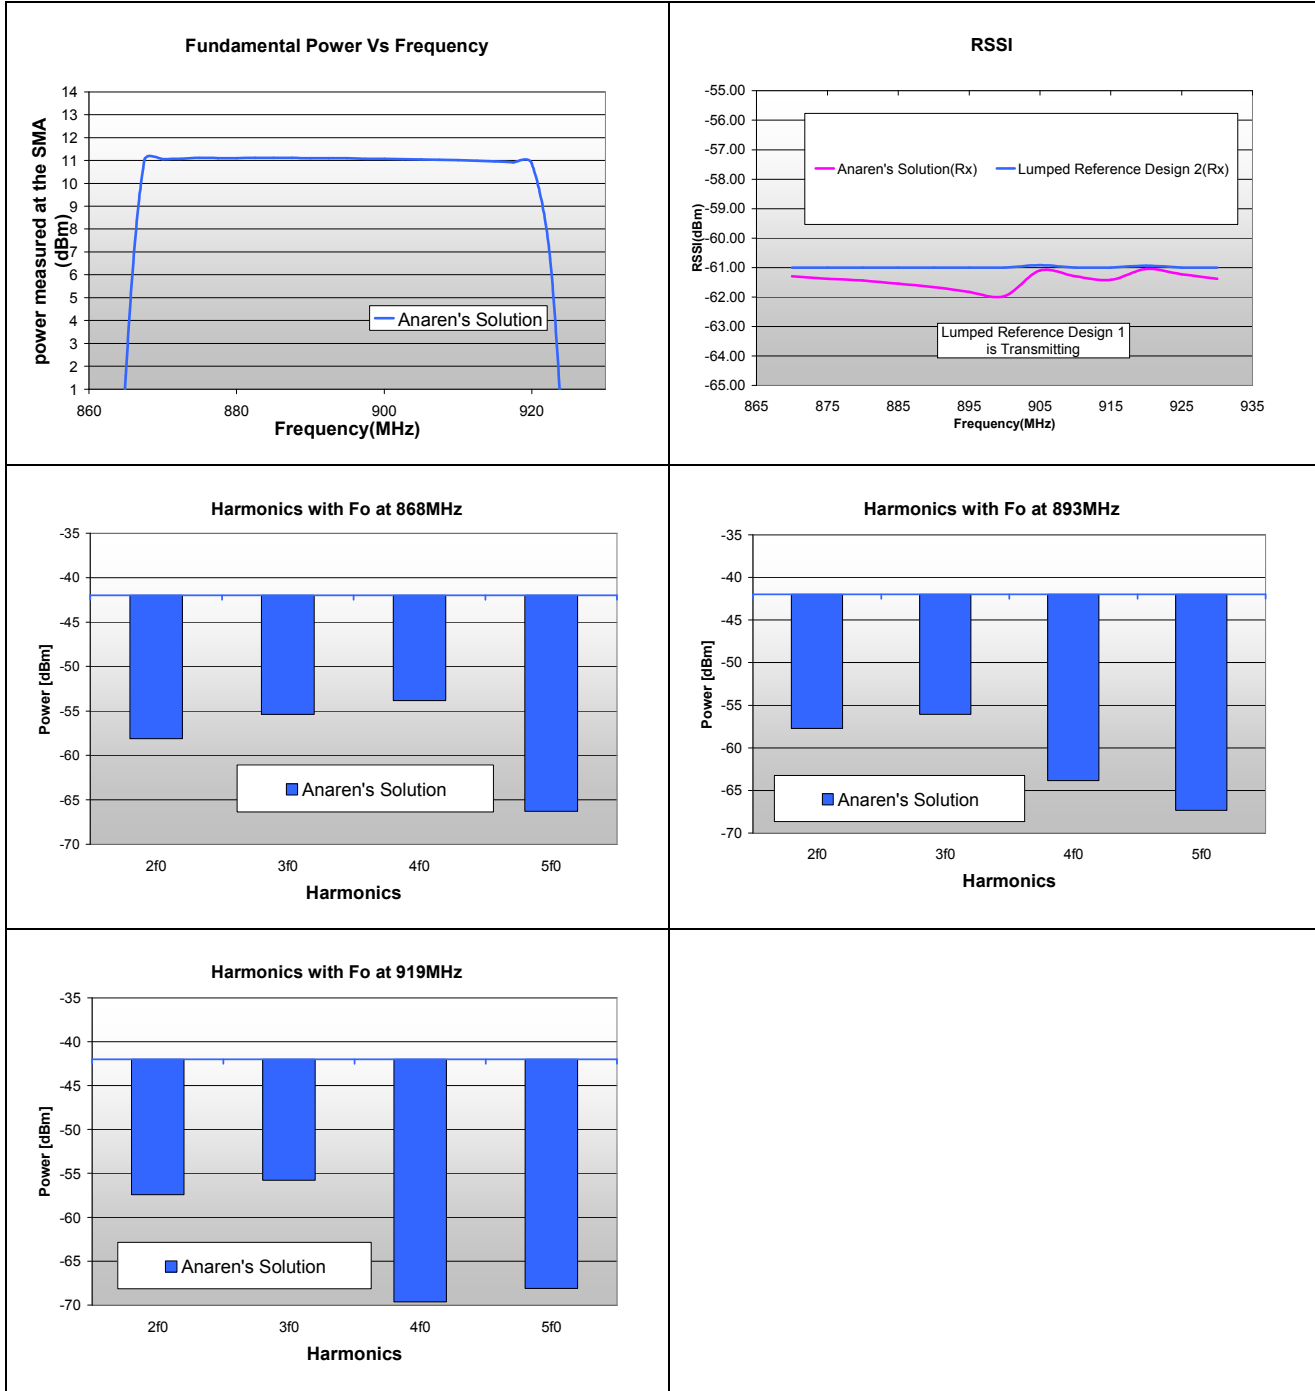 Fundamental Power Vs Frequency
power measured at the SMA
(dBm)
14
13
12
11
10
9
8
7
6
5
4
3
2
1
Anaren's Solution
860
880
900
920
Frequency(MHz)
RSSI
RSSI(dBm)
-55.00
-56.00
-57.00
-58.00
-59.00
-60.00
-61.00
-62.00
-63.00
-64.00
-65.00
Anaren's Solution(Rx)
Lumped Reference Design 2(Rx)
Lumped Reference Design 1
is Transmitting
865
875
885
895
905
915
925
935
Frequency(MHz)
Harmonics with Fo at 868MHz
Power [dBm]
-35
-40
-45
-50
-55
-60
-65
-70
Anaren's Solution
2f0
3f0
4f0
5f0
Harmonics
Harmonics with Fo at 893MHz
Power [dBm]
-35
-40
-45
-50
-55
-60
-65
-70
Anaren's Solution
2f0
3f0
4f0
5f0
Harmonics
Harmonics with Fo at 919MHz
Power [dBm]
-35
-40
-45
-50
-55
-60
-65
-70
Anaren's Solution
2f0
3f0
4f0
5f0
Harmonics